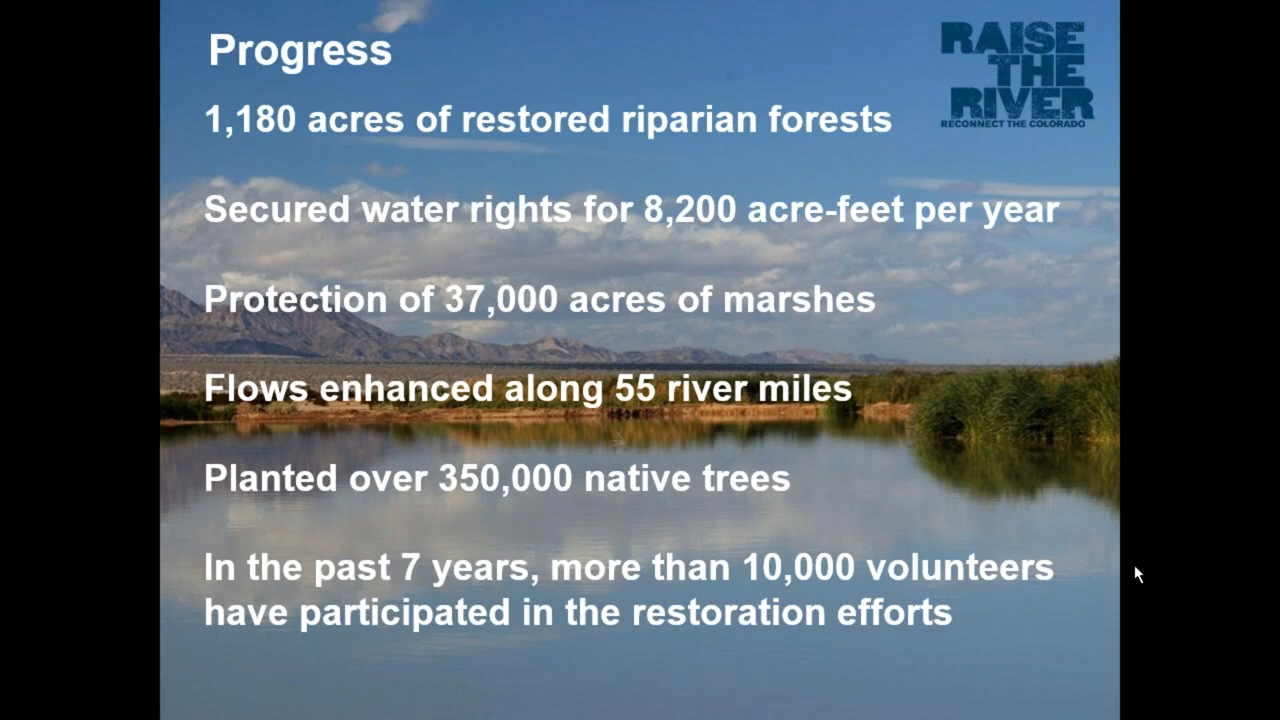 Progress
RAISE
THE
RIVER
RECONNECT THE COLORADO
1,180 acres of restored riparian forests
Secured water rights for 8,200 acre-feet per year
Protection of 37,000 acres of marshes
Flows enhanced along 55 river miles
Planted over 350,000 native trees
In the past 7 years, more than 10,000 volunteers
have participated in the restoration efforts